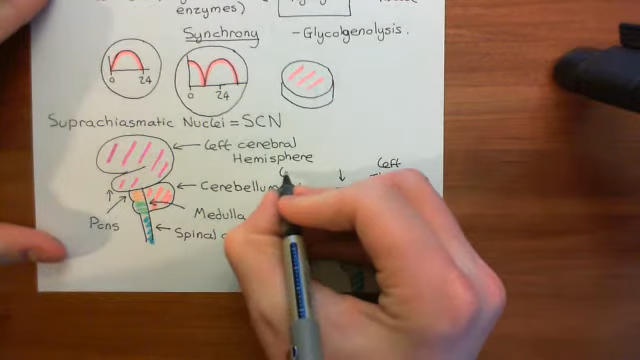 enzymes)
Synchrony
- Glycolgenolysis.
0 24
0 24
Suprachiasmatic Nuclei = SCN
Left cerebral
Hemisphere
Left
Cerebellum
Pons
Medulla
Spinal